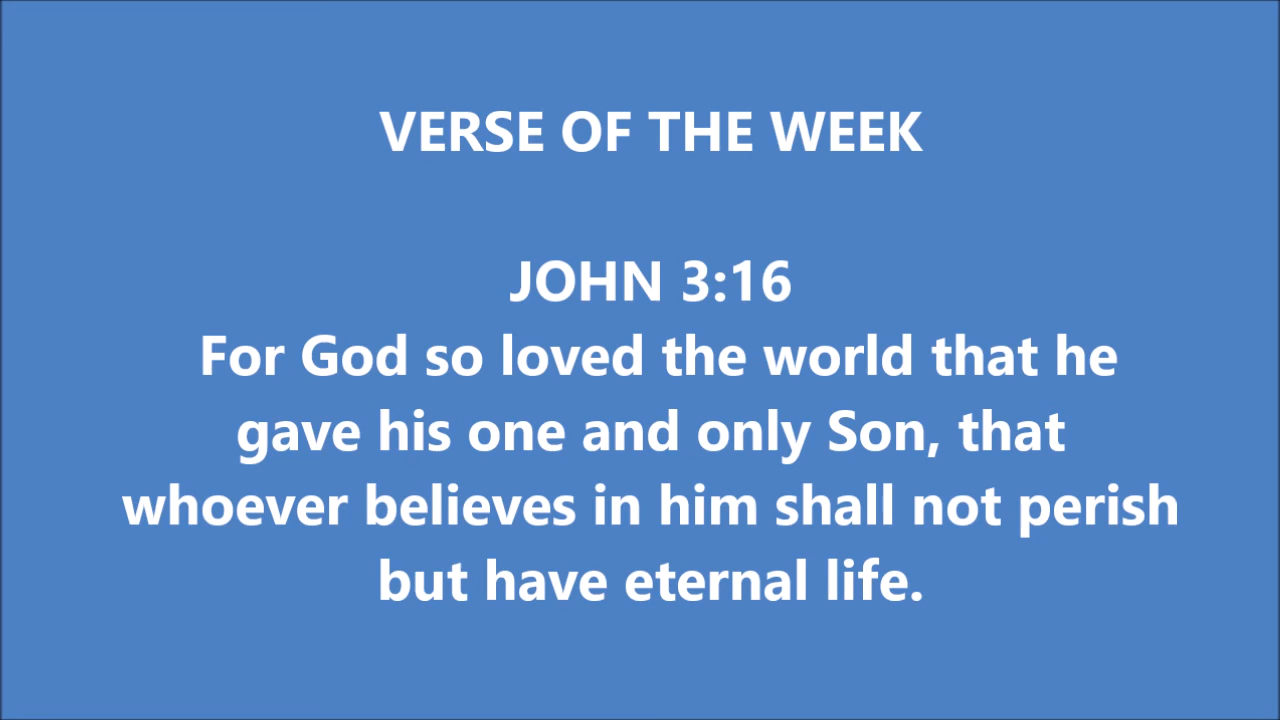 VERSE OF THE WEEK
JOHN 3:16
For God so loved the world that he
gave his one and only Son, that
whoever believes in him shall not perish
but have eternal life.